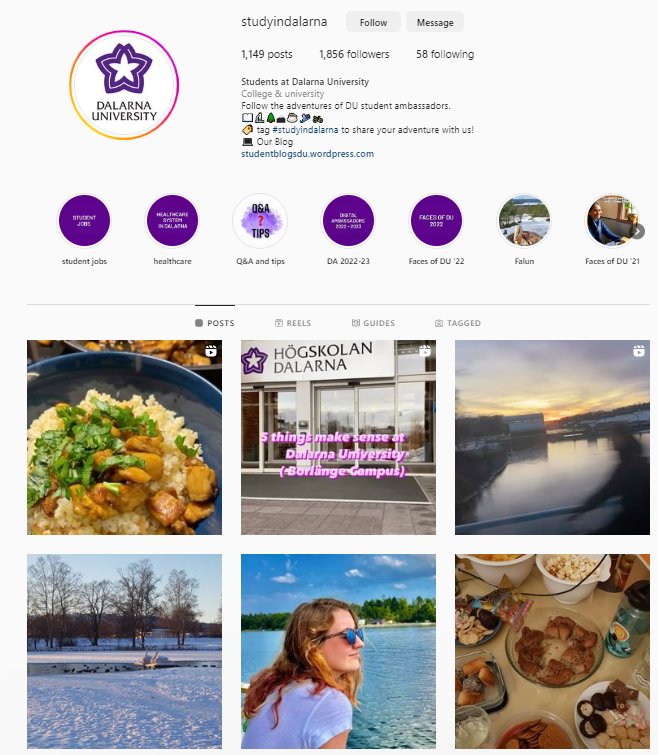 studyindalarna Follow Message
1,149 posts 1,856 followers 58 following
Students at Dalarna University
College & university
Follow the adventures of DU student ambassadors.
tag #studyindalarna to share your adventure with us!
Our Blog
studentblogsdu.wordpress.com
DALARNA
UNIVERSITY
STUDENT
JOBS
HEALTHCARE
SYSTEM
IN DALARNA
Q&A
?
TIPS
DIGITAL
AMBASSADORS
2022 - 2023
FACES OF DU
2022
student jobs healthcare Q&A and tips DA 2022-23 Faces of DU '22 Falun Faces of DU '21
POSTS REELS GUIDES TAGGED
HÖGSKOLAN
DALARNA
5 things make sense at
Dalarna University
(-Borlänge Campus)